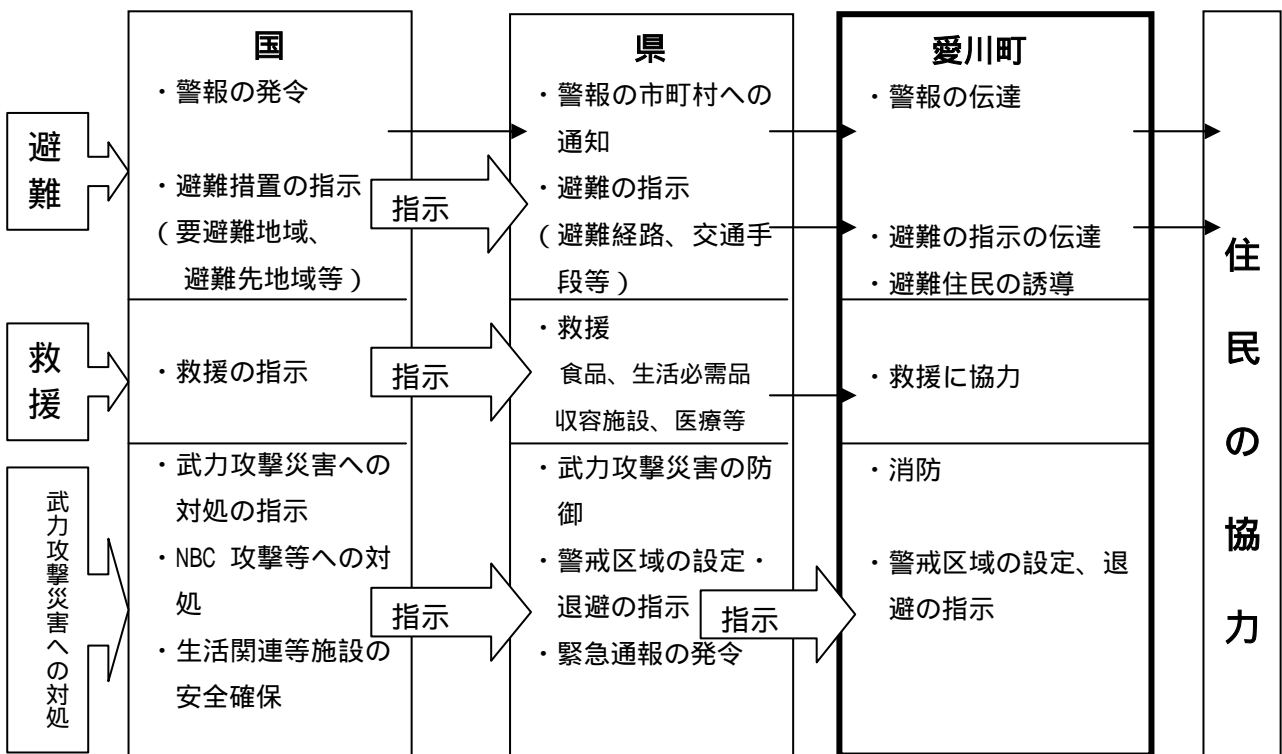 避難
救援
武力攻撃災害への対処
国
・警報の発令
・避難措置の指示
(要避難地域、
避難先地域等)
・救援の指示
・武力攻撃災害への
対処の指示
・NBC 攻撃等への対
処
・生活関連等施設の
安全確保
指示
指示
指示
県
・警報の市町村への
通知
・避難の指示
(避難経路、交通手
段等)
・救援
食品、生活必需品
収容施設、医療等
・武力攻撃災害の防
御
・警戒区域の設定・
退避の指示
・緊急通報の発令
指示
愛川町
・警報の伝達
・避難の指示の伝達
・避難住民の誘導
・救援に協力
・消防
・警戒区域の設定、退
避の指示
住民の協力